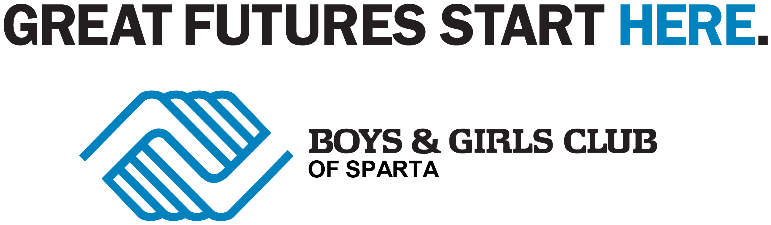 GREAT FUTURES START HERE.
BOYS & GIRLS CLUB
OF SPARTA